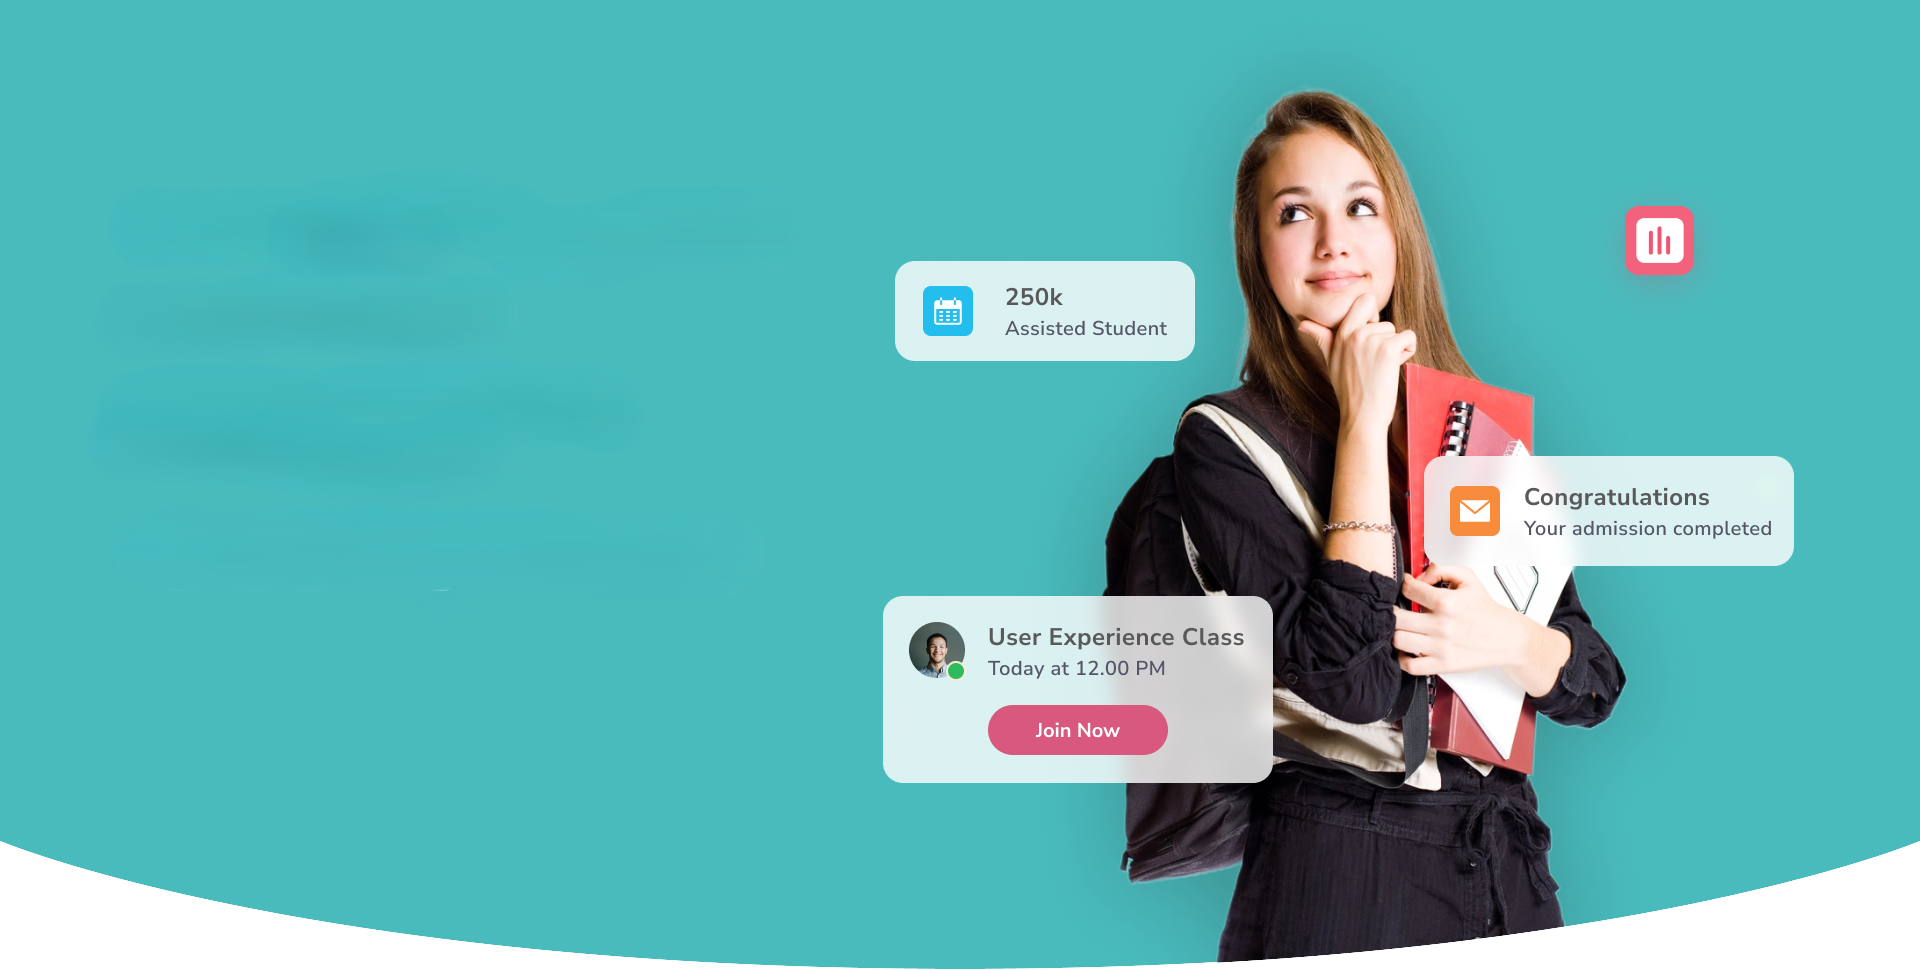 250k
Assisted Student
Congratulations
Your admission completed
User Experience Class
Today at 12.00 PM
Join Now